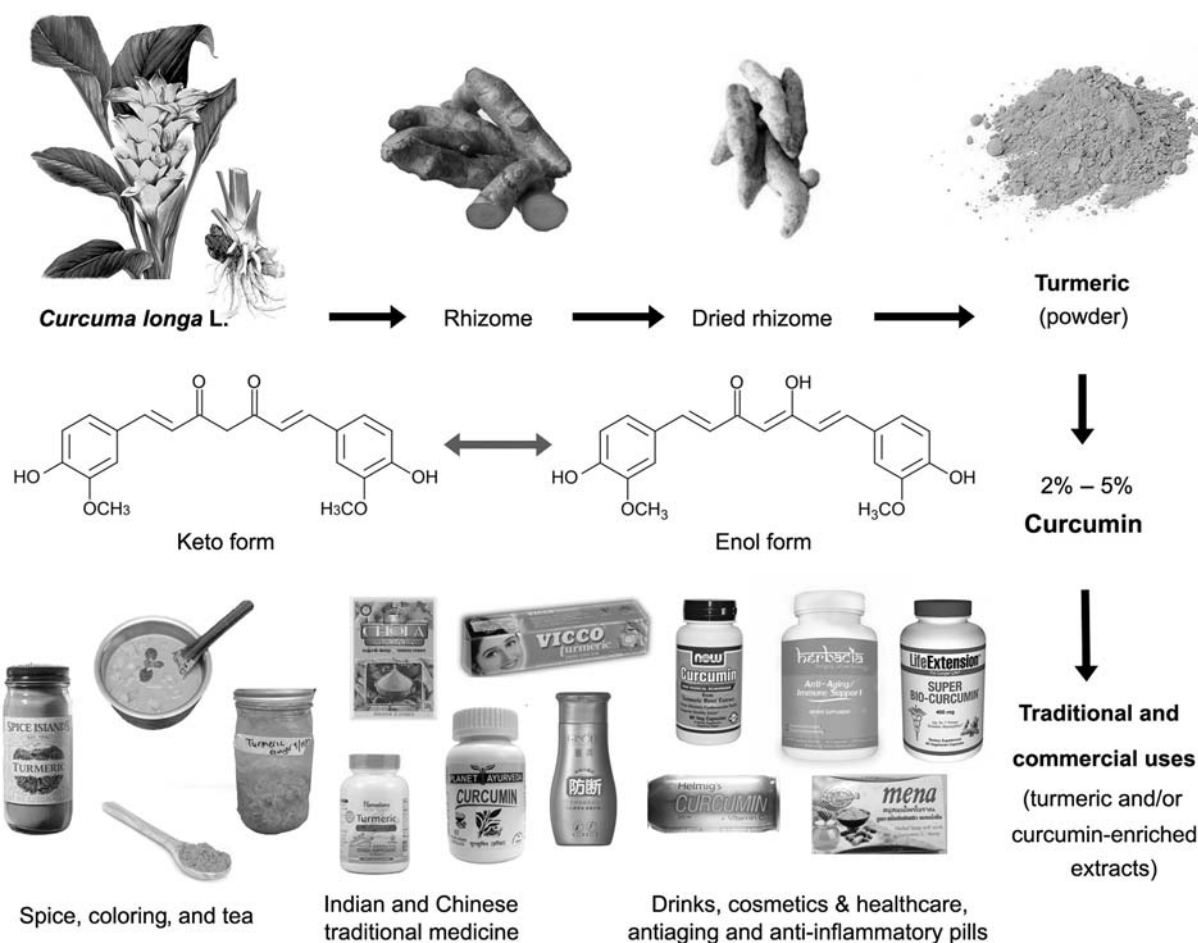 Curcuma longa L.
Rhizome
Dried rhizome
Turmeric
(powder)
O
O
HO
OCH3
H3CO
OH
Keto form
O
OH
HO
OCH3
H3CO
OH
Enol form
2% – 5%
Curcumin
SPICE ISLANDS
TURMERIC
Turmeric
VICCO
turmeric
Turmeric
PLANET AYURVEDA
CURCUMIN
防断
NOW
Curcumin
herbacla
Anti-Aging/
Immune Support
LifeExtension
SUPER
BIO-CURCUMIN
400 mg
Helmig's
CURCUMIN
mena
Traditional and
commercial uses
(turmeric and/or
curcumin-enriched
extracts)
Spice, coloring, and tea
Indian and Chinese
traditional medicine
Drinks, cosmetics & healthcare,
antiaging and anti-inflammatory pills